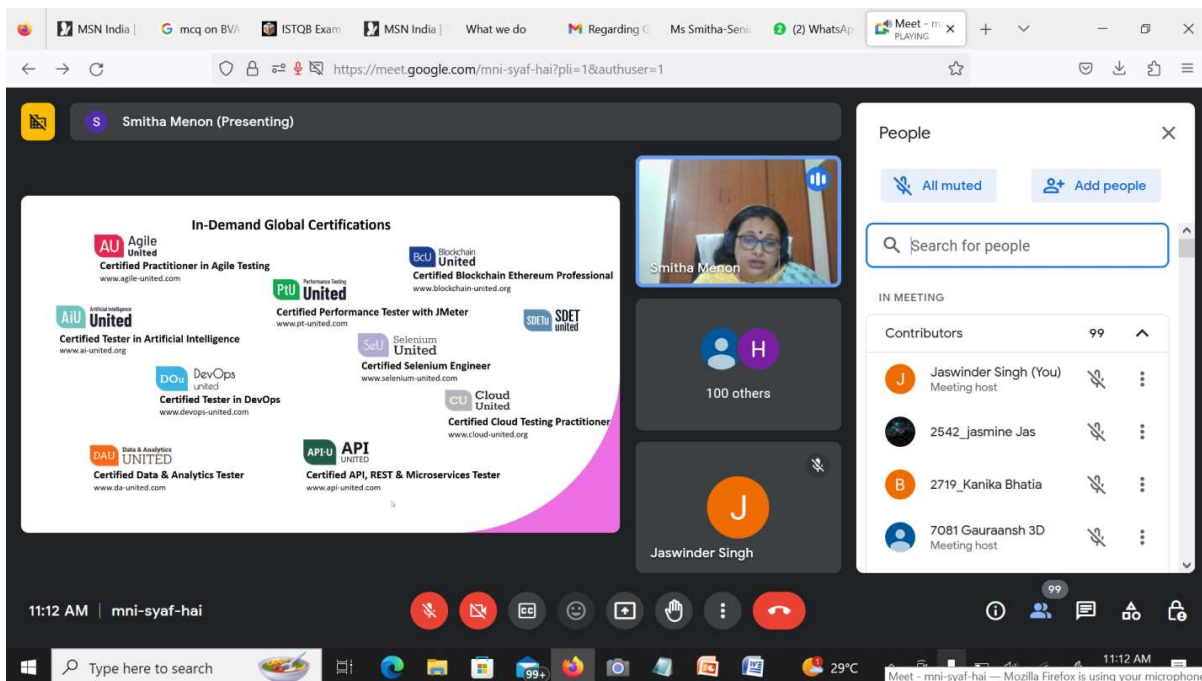 MSN India |
mcq on BVA
ISTQB Exam
MSN India |
What we do
Regarding G
Ms Smitha-Seni
(2) WhatsAp
Meet - m
PLAYING
https://meet.google.com/mni-syaf-hai?pli=1&authuser=1
S Smitha Menon (Presenting)
In-Demand Global Certifications
AU Agile
United
Certified Practitioner in Agile Testing
www.agile-united.com
BcU Blockchain
United
Certified Blockchain Ethereum Professional
www.blockchain-united.org
PtU Performance Testing
United
Certified Performance Tester with JMeter
www.pt-united.com
AiU Artificial Intelligence
United
Certified Tester in Artificial Intelligence
www.ai-united.org
SDETu SDET
united
SeU Selenium
United
Certified Selenium Engineer
www.selenium-united.com
DOu DevOps
united
Certified Tester in DevOps
www.devops-united.com
CU Cloud
United
Certified Cloud Testing Practitioner
www.cloud-united.org
DAU Data & Analytics
UNITED
Certified Data & Analytics Tester
www.da-united.com
API-U API
UNITED
Certified API, REST & Microservices Tester
www.api-united.com
Smitha Menon
H
100 others
J
Jaswinder Singh
People
All muted
Add people
Search for people
IN MEETING
Contributors 99
J Jaswinder Singh (You)
Meeting host
2542_jasmine Jas
B 2719_Kanika Bhatia
7081 Gauraansh 3D
Meeting host
11:12 AM | mni-syaf-hai
99
Type here to search
99+
29°C
11:12 AM
Meet - mni-syaf-hai — Mozilla Firefox is using your microphon